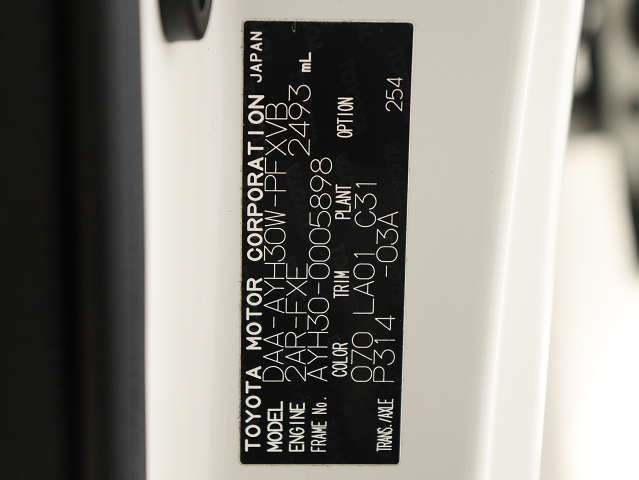 TOYOTA MOTOR CORPORATION JAPAN
MODEL DAA-AYH30W-PFXVB
ENGINE 2AR-FXE 2493 mL
FRAME No. AYH30-0005898
COLOR TRIM PLANT OPTION
070 LA01 C31
TRANS./AXLE P314 -03A 254